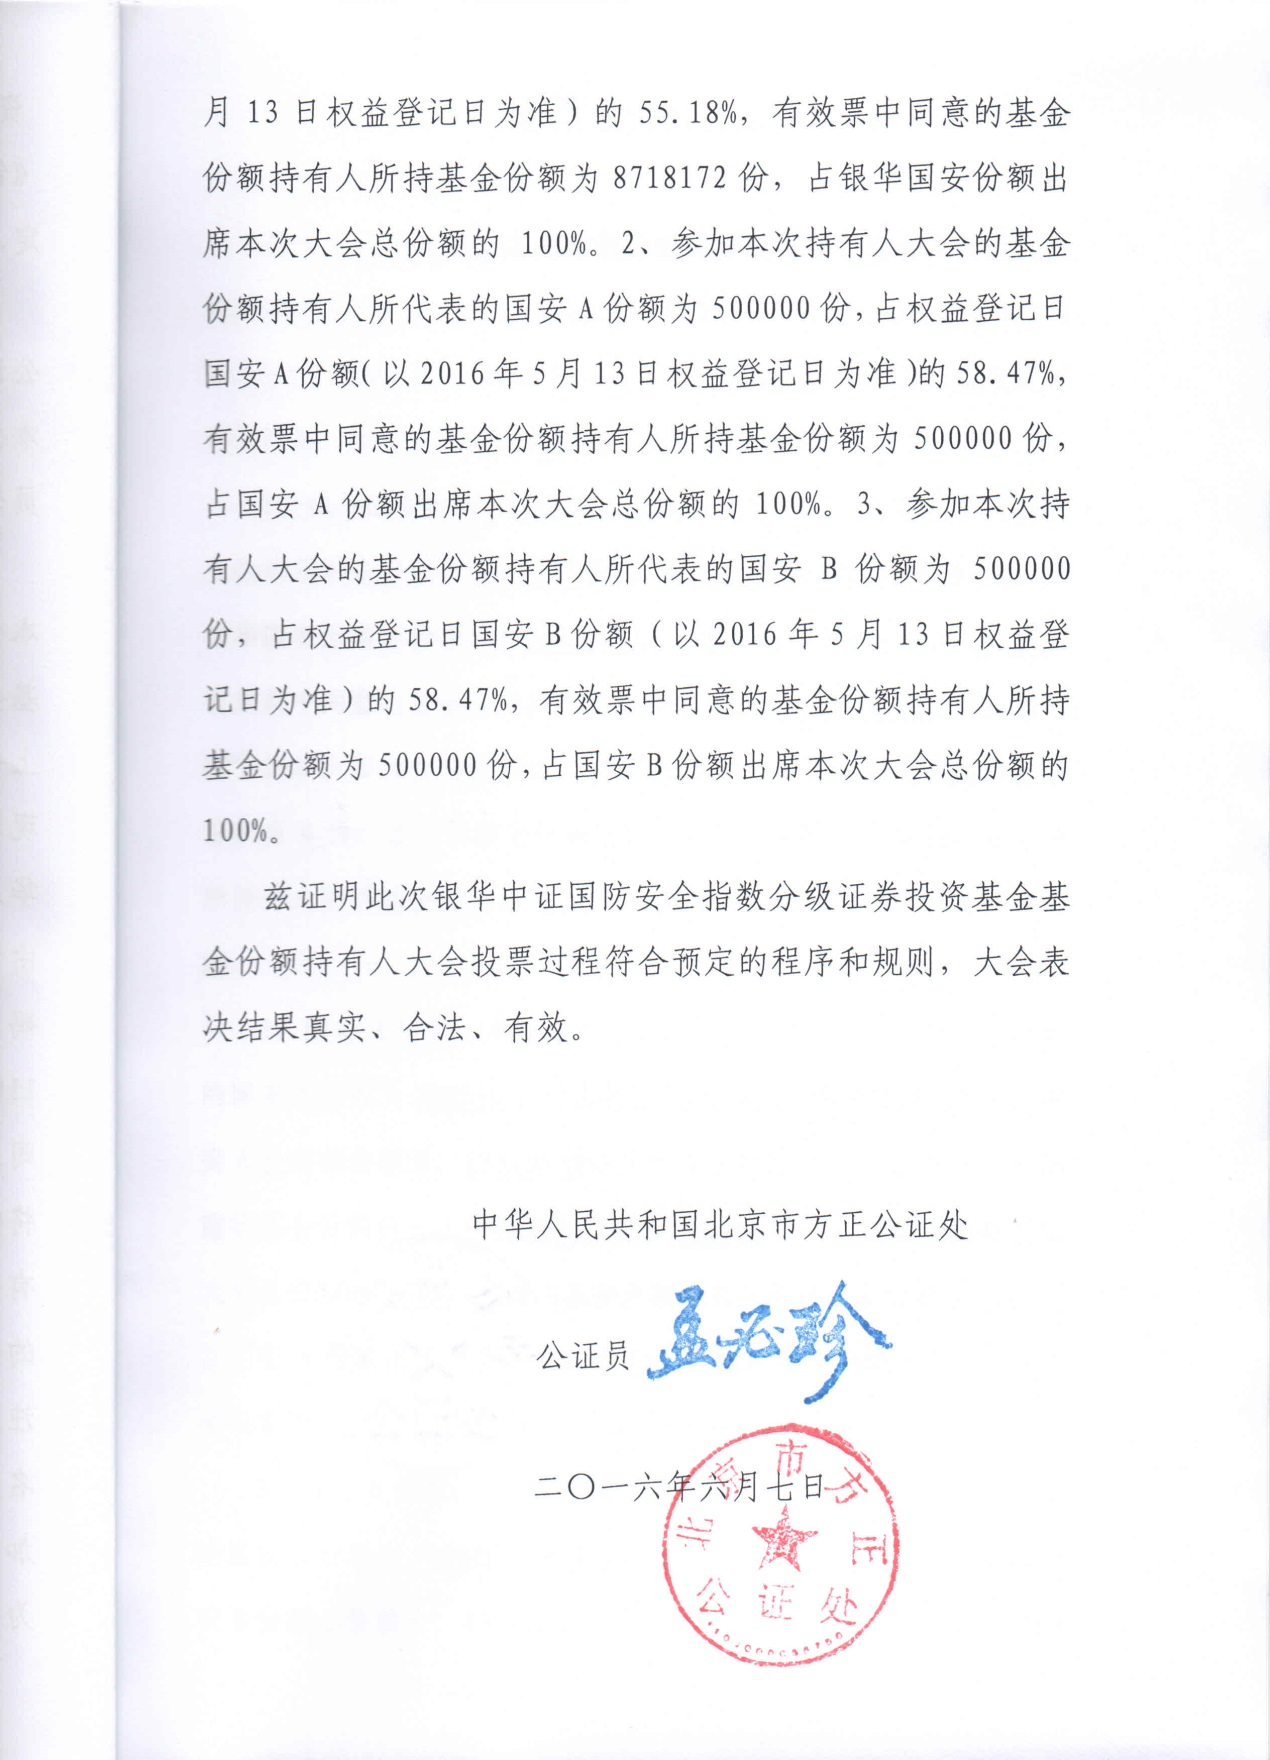 月 13 日权益登记日为准）的 55.18%，有效票中同意的基金
份额持有人所持基金份额为 8718172 份，占银华国安份额出
席本次大会总份额的 100%。2、参加本次持有人大会的基金
份额持有人所代表的国安 A 份额为 500000 份，占权益登记日
国安 A 份额（以 2016 年 5 月 13 日权益登记日为准）的 58.47%，
有效票中同意的基金份额持有人所持基金份额为 500000 份，
占国安 A 份额出席本次大会总份额的 100%。3、参加本次持
有人大会的基金份额持有人所代表的国安 B 份额为 500000
份，占权益登记日国安 B 份额（以 2016 年 5 月 13 日权益登
记日为准）的 58.47%，有效票中同意的基金份额持有人所持
基金份额为 500000 份，占国安 B 份额出席本次大会总份额的
100%。
兹证明此次银华中证国防安全指数分级证券投资基金基
金份额持有人大会投票过程符合预定的程序和规则，大会表
决结果真实、合法、有效。
中华人民共和国北京市方正公证处
公证员 孟必珍
二〇一六年六月七日
北京市方正
公证处